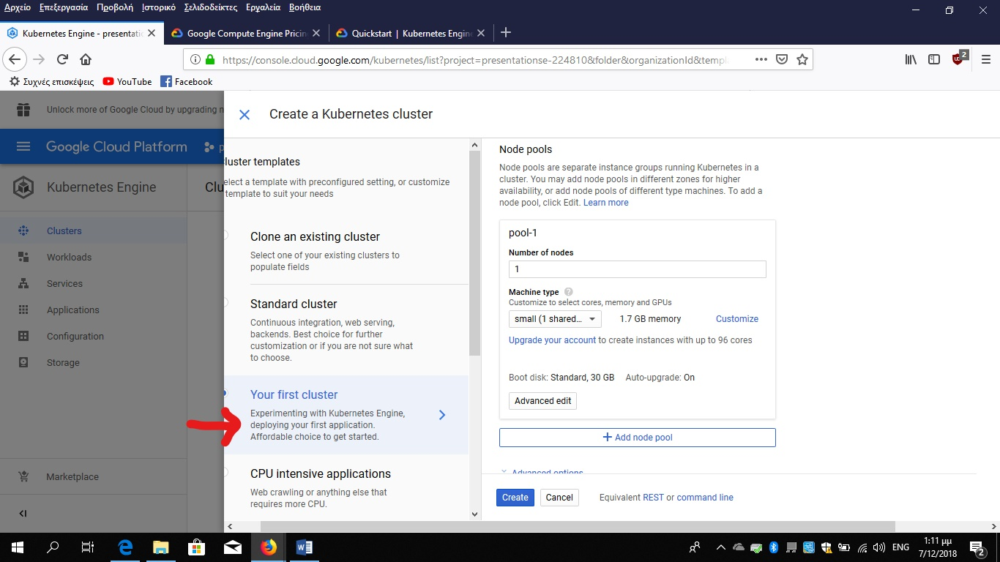 Αρχείο Επεξεργασία Προβολή Ιστορικό Σελιδοδείκτες Εργαλεία Βοήθεια
Kubernetes Engine - presentatio
Google Compute Engine Pricin
Quickstart | Kubernetes Engine
https://console.cloud.google.com/kubernetes/list?project=presentationse-224810&folder&organizationId&templ
2
Συχνές επισκέψεις YouTube Facebook
Unlock more of Google Cloud by upgrading n
Google Cloud Platform
p
Kubernetes Engine
Clu
Clusters
Workloads
Services
Applications
Configuration
Storage
Marketplace
Create a Kubernetes cluster
luster templates
elect a template with preconfigured setting, or customize
template to suit your needs
Clone an existing cluster
Select one of your existing clusters to
populate fields
Standard cluster
Continuous integration, web serving,
backends. Best choice for further
customization or if you are not sure what
to choose.
Your first cluster
Experimenting with Kubernetes Engine,
deploying your first application.
Affordable choice to get started.
CPU intensive applications
Web crawling or anything else that
requires more CPU.
Node pools
Node pools are separate instance groups running Kubernetes in a
cluster. You may add node pools in different zones for higher
availability, or add node pools of different type machines. To add a
node pool, click Edit. Learn more
pool-1
Number of nodes
1
Machine type ?
Customize to select cores, memory and GPUs
small (1 shared... 1.7 GB memory Customize
Upgrade your account to create instances with up to 96 cores
Boot disk: Standard, 30 GB Auto-upgrade: On
Advanced edit
+ Add node pool
Advanced options
Create Cancel Equivalent REST or command line
ENG
1:11 μμ
7/12/2018
2